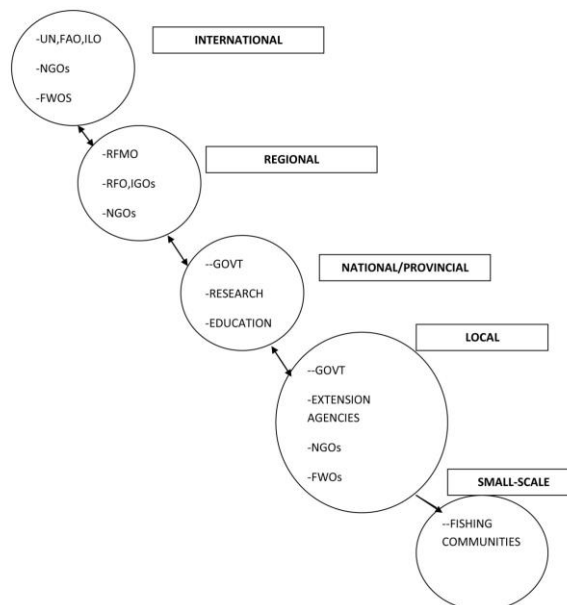 -UN,FAO,ILO
-NGOs
-FWOS
INTERNATIONAL
-RFMO
-RFO,IGOs
-NGOs
REGIONAL
--GOVT
-RESEARCH
-EDUCATION
NATIONAL/PROVINCIAL
LOCAL
--GOVT
-EXTENSION
AGENCIES
-NGOs
-FWOs
SMALL-SCALE
--FISHING
COMMUNITIES